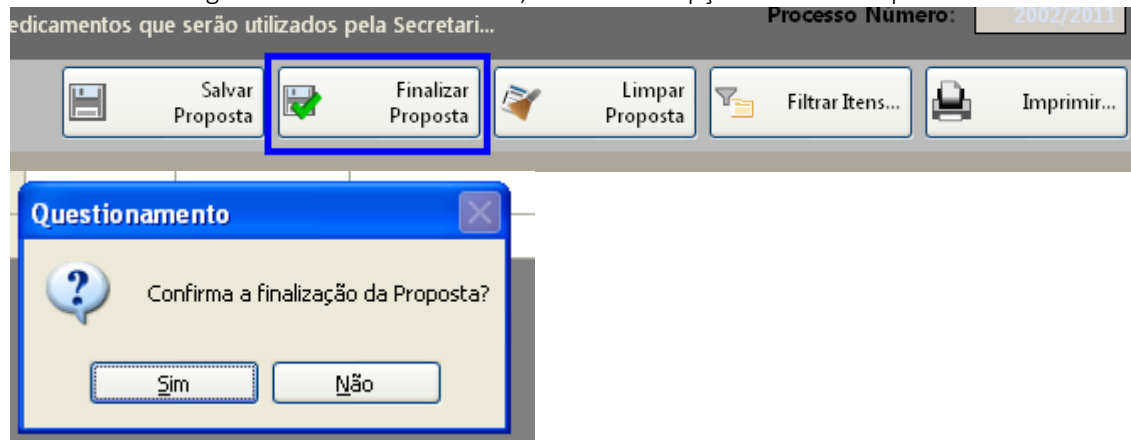 edicamentos que serão utilizados pela Secretari...
Processo Número: 2002/2011
Salvar
Proposta
Finalizar
Proposta
Limpar
Proposta
Filtrar Itens...
Imprimir...
Questionamento
Confirma a finalização da Proposta?
Sim
Não